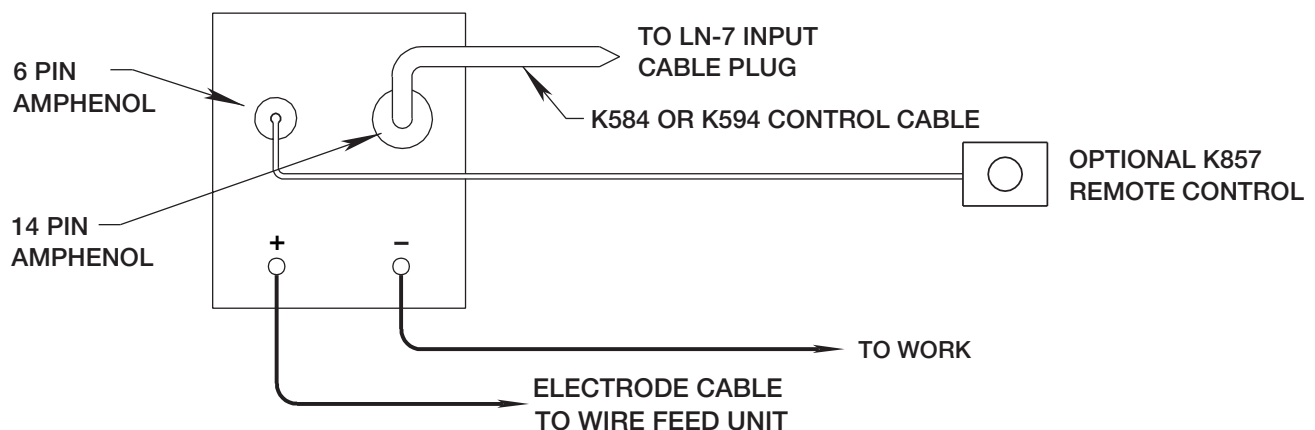 TO LN-7 INPUT
CABLE PLUG
6 PIN
AMPHENOL
K584 OR K594 CONTROL CABLE
OPTIONAL K857
REMOTE CONTROL
14 PIN
AMPHENOL
+
–
TO WORK
ELECTRODE CABLE
TO WIRE FEED UNIT